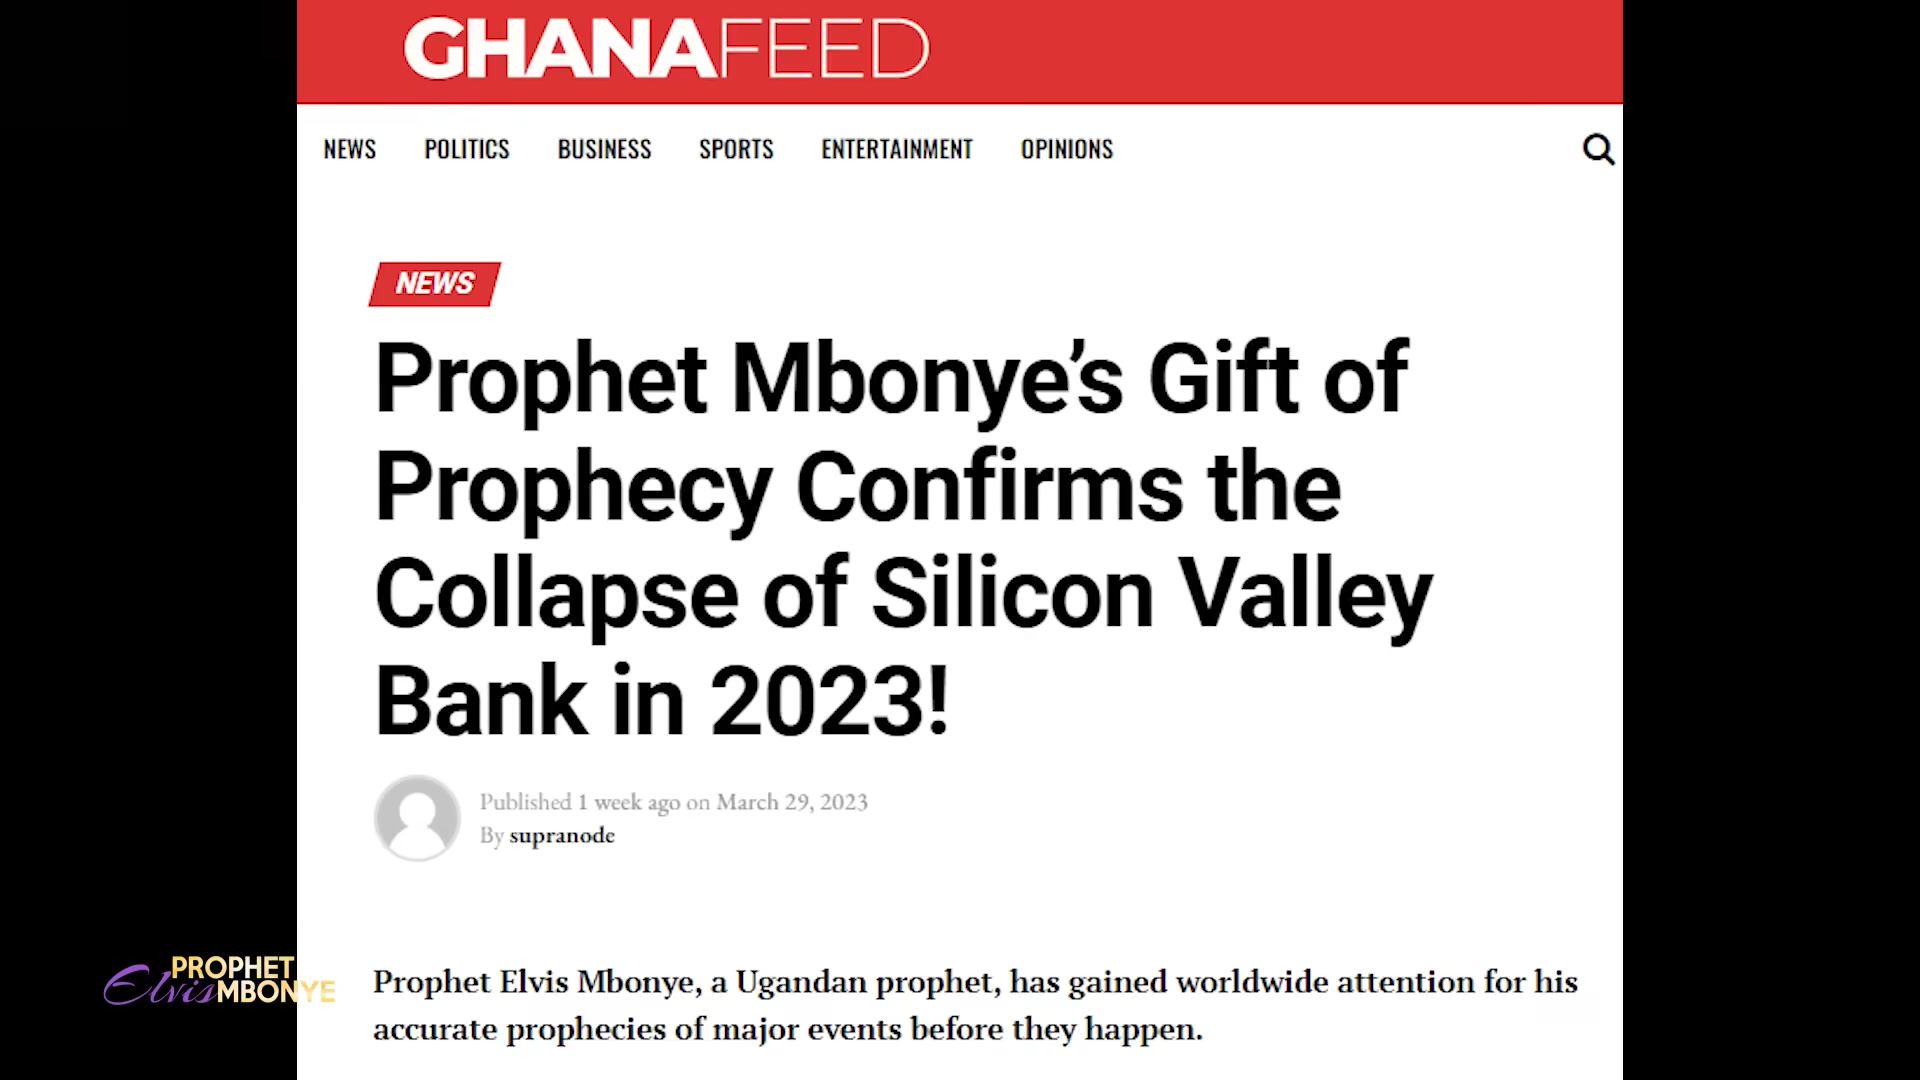 GHANAFEED
NEWS POLITICS BUSINESS SPORTS ENTERTAINMENT OPINIONS
NEWS
Prophet Mbonye’s Gift of
Prophecy Confirms the
Collapse of Silicon Valley
Bank in 2023!
Published 1 week ago on March 29, 2023
By supranode
PROPHET
Elvis MBONYE
Prophet Elvis Mbonye, a Ugandan prophet, has gained worldwide attention for his
accurate prophecies of major events before they happen.